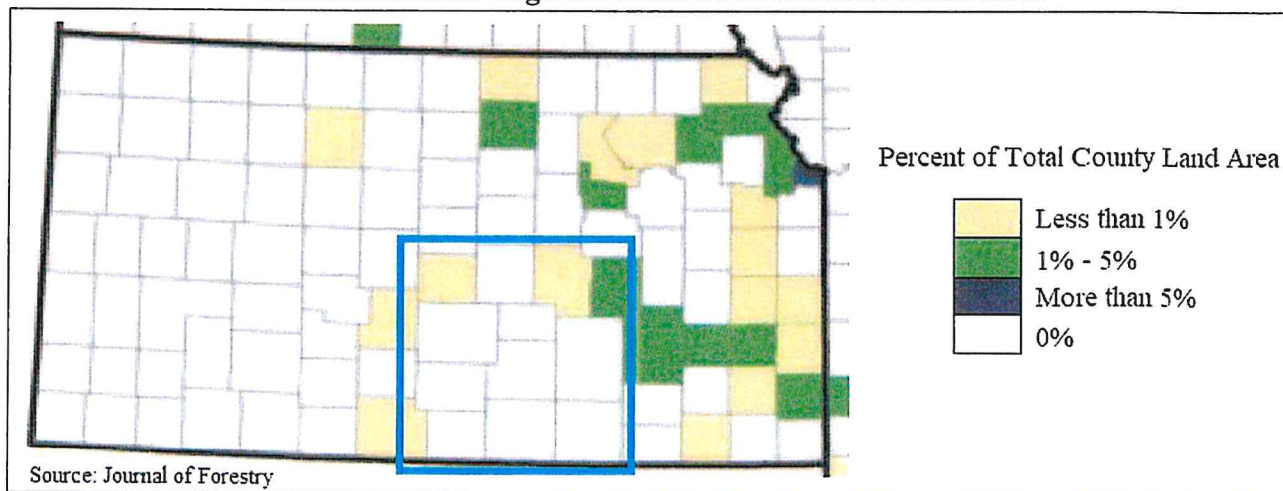 Percent of Total County Land Area
Less than 1%
1% - 5%
More than 5%
0%
Source: Journal of Forestry